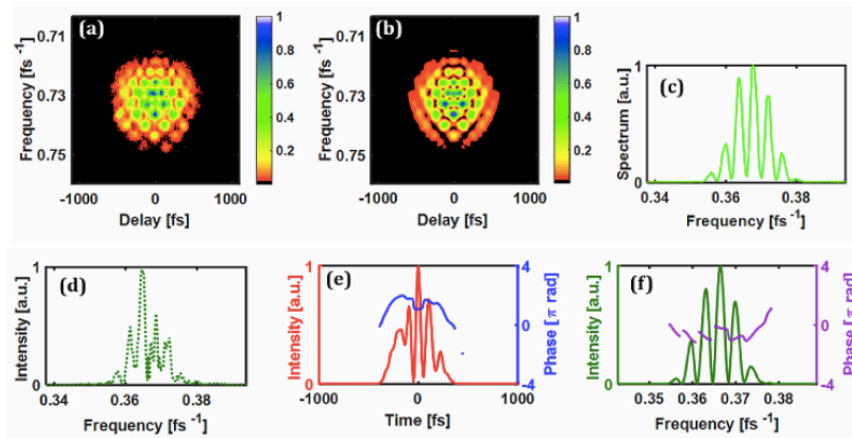 (a)
Frequency [fs -1]
0.71
0.73
0.75
-1000 0 1000
Delay [fs]
1
0.8
0.6
0.4
0.2
(b)
Frequency [fs -1]
0.71
0.73
0.75
-1000 0 1000
Delay [fs]
1
0.8
0.6
0.4
0.2
(c)
Spectrum [a.u.]
1
0
0.34 0.36 0.38
Frequency [fs -1]
(d)
Intensity [a.u.]
1
0
0.34 0.36 0.38
Frequency [fs -1]
(e)
Intensity [a.u.]
1
0
-1000 0 1000
Time [fs]
4
0
-4
Phase [π rad]
(f)
Intensity [a.u.]
1
0
0.35 0.36 0.37 0.38
Frequency [fs -1]
4
0
-4
Phase [π rad]